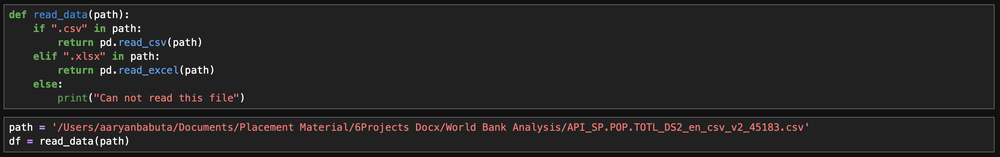 def read_data(path):
    if ".csv" in path:
        return pd.read_csv(path)
    elif ".xlsx" in path:
        return pd.read_excel(path)
    else:
        print("Can not read this file")
path = '/Users/aaryanbabuta/Documents/Placement Material/6Projects Docx/World Bank Analysis/API_SP.POP.TOTL_DS2_en_csv_v2_45183.csv'
df = read_data(path)